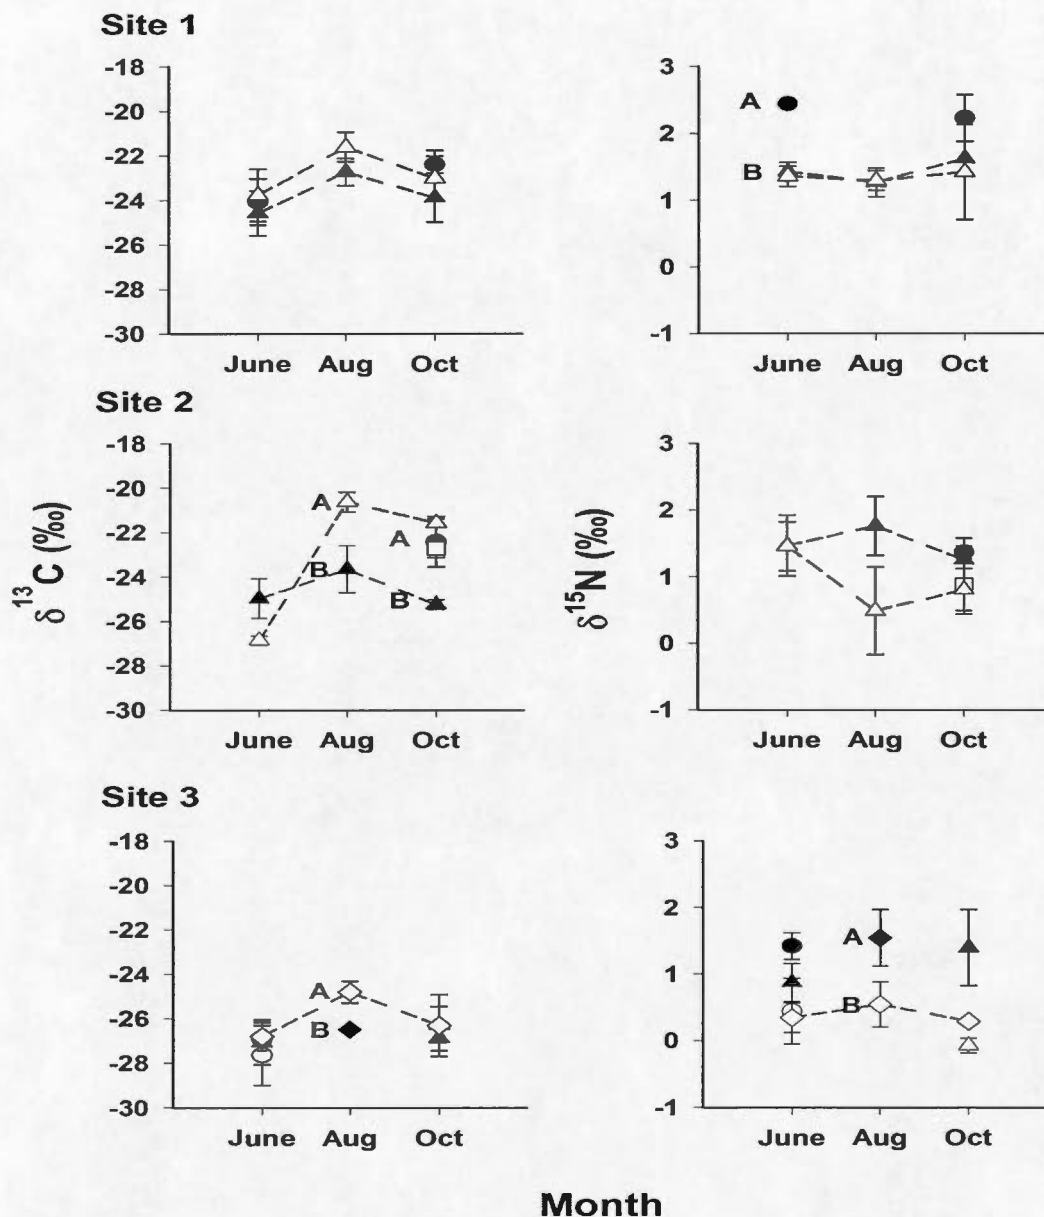 Site 1
-18
-20
-22
-24
-26
-28
-30
June Aug Oct
3
2
1
0
-1
A
B
June Aug Oct
Site 2
δ13 C (‰)
-18
-20
-22
-24
-26
-28
-30
A
A
B
B
June Aug Oct
δ15N (‰)
3
2
1
0
-1
June Aug Oct
Site 3
-18
-20
-22
-24
-26
-28
-30
A
B
June Aug Oct
3
2
1
0
-1
A
B
June Aug Oct
Month